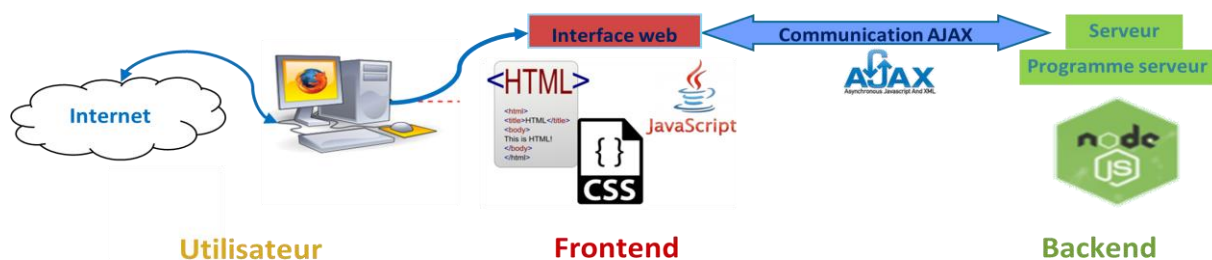 Internet
Utilisateur
Interface web
<HTML>
<html>
<title>HTML</title>
<body>
This is HTML!
</body>
</html>
{ }
CSS
JavaScript
Frontend
Communication AJAX
AJAX
Asynchronous Javascript And XML
Serveur
Programme serveur
node
JS
Backend